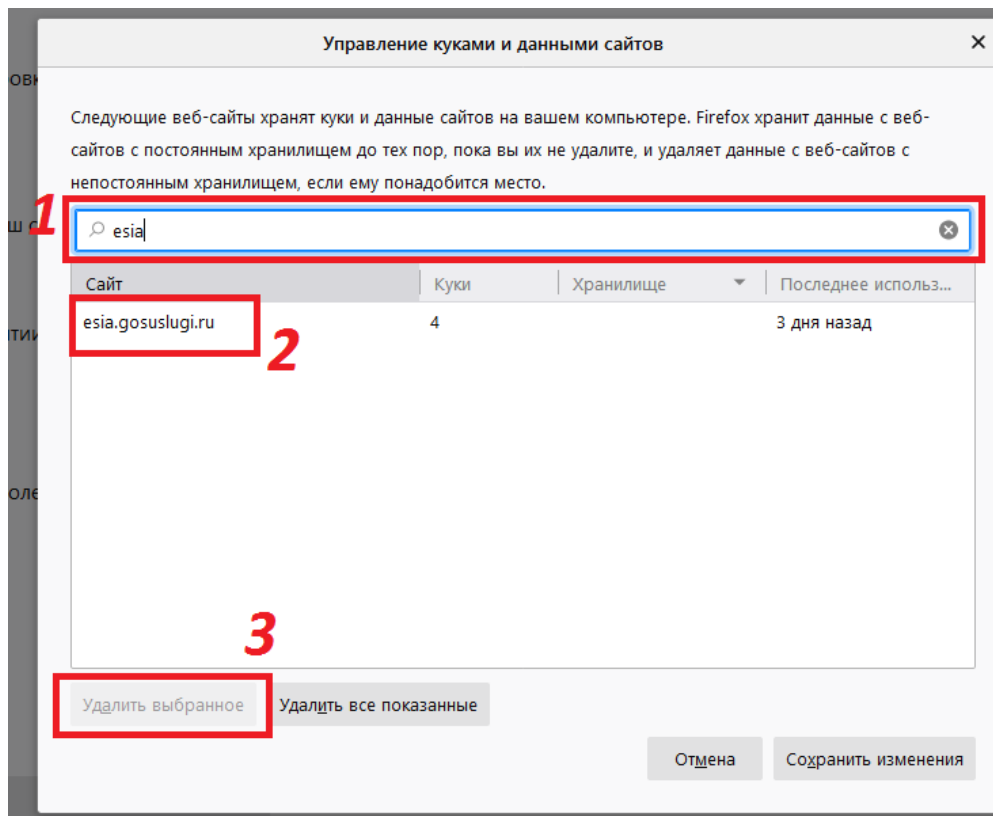 Управление куками и данными сайтов
овк
Следующие веб-сайты хранят куки и данные сайтов на вашем компьютере. Firefox хранит данные с веб-
сайтов с постоянным хранилищем до тех пор, пока вы их не удалите, и удаляет данные с веб-сайтов с
непостоянным хранилищем, если ему понадобится место.
1
ш с
esia
Сайт Куки Хранилище Последнее использ...
esia.gosuslugi.ru 4 3 дня назад
2
тии
оле
3
Удалить выбранное Удалить все показанные
Отмена Сохранить изменения